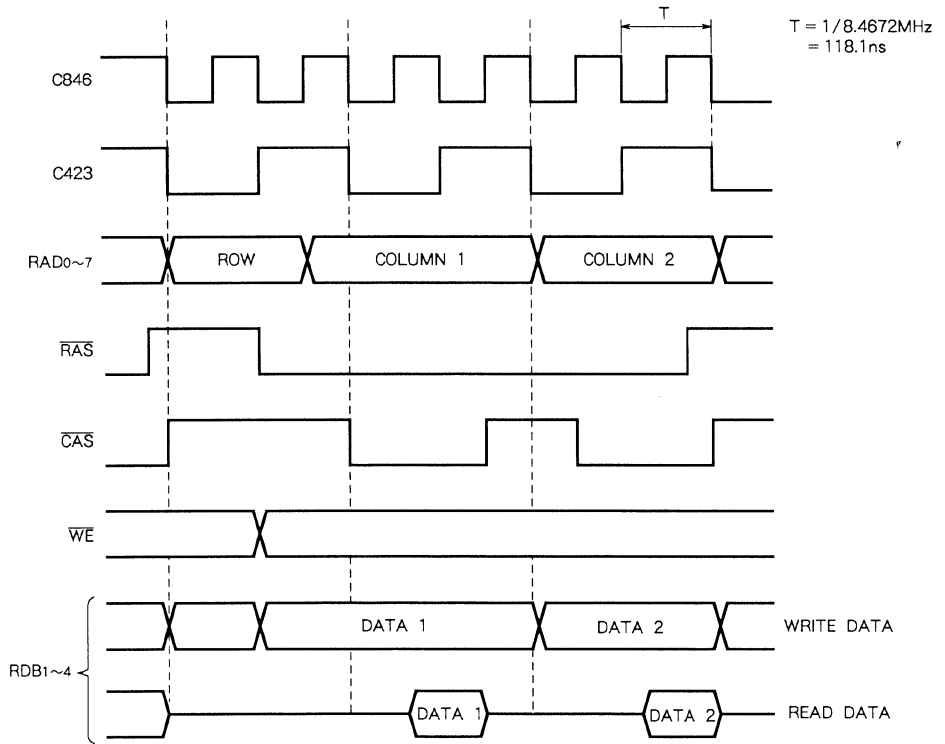 T
T = 1/8.4672MHz
= 118.1ns
C846
C423
RAD0~7
ROW
COLUMN 1
COLUMN 2
RAS
CAS
WE
RDB1~4
DATA 1
DATA 2
WRITE DATA
DATA 1
DATA 2
READ DATA